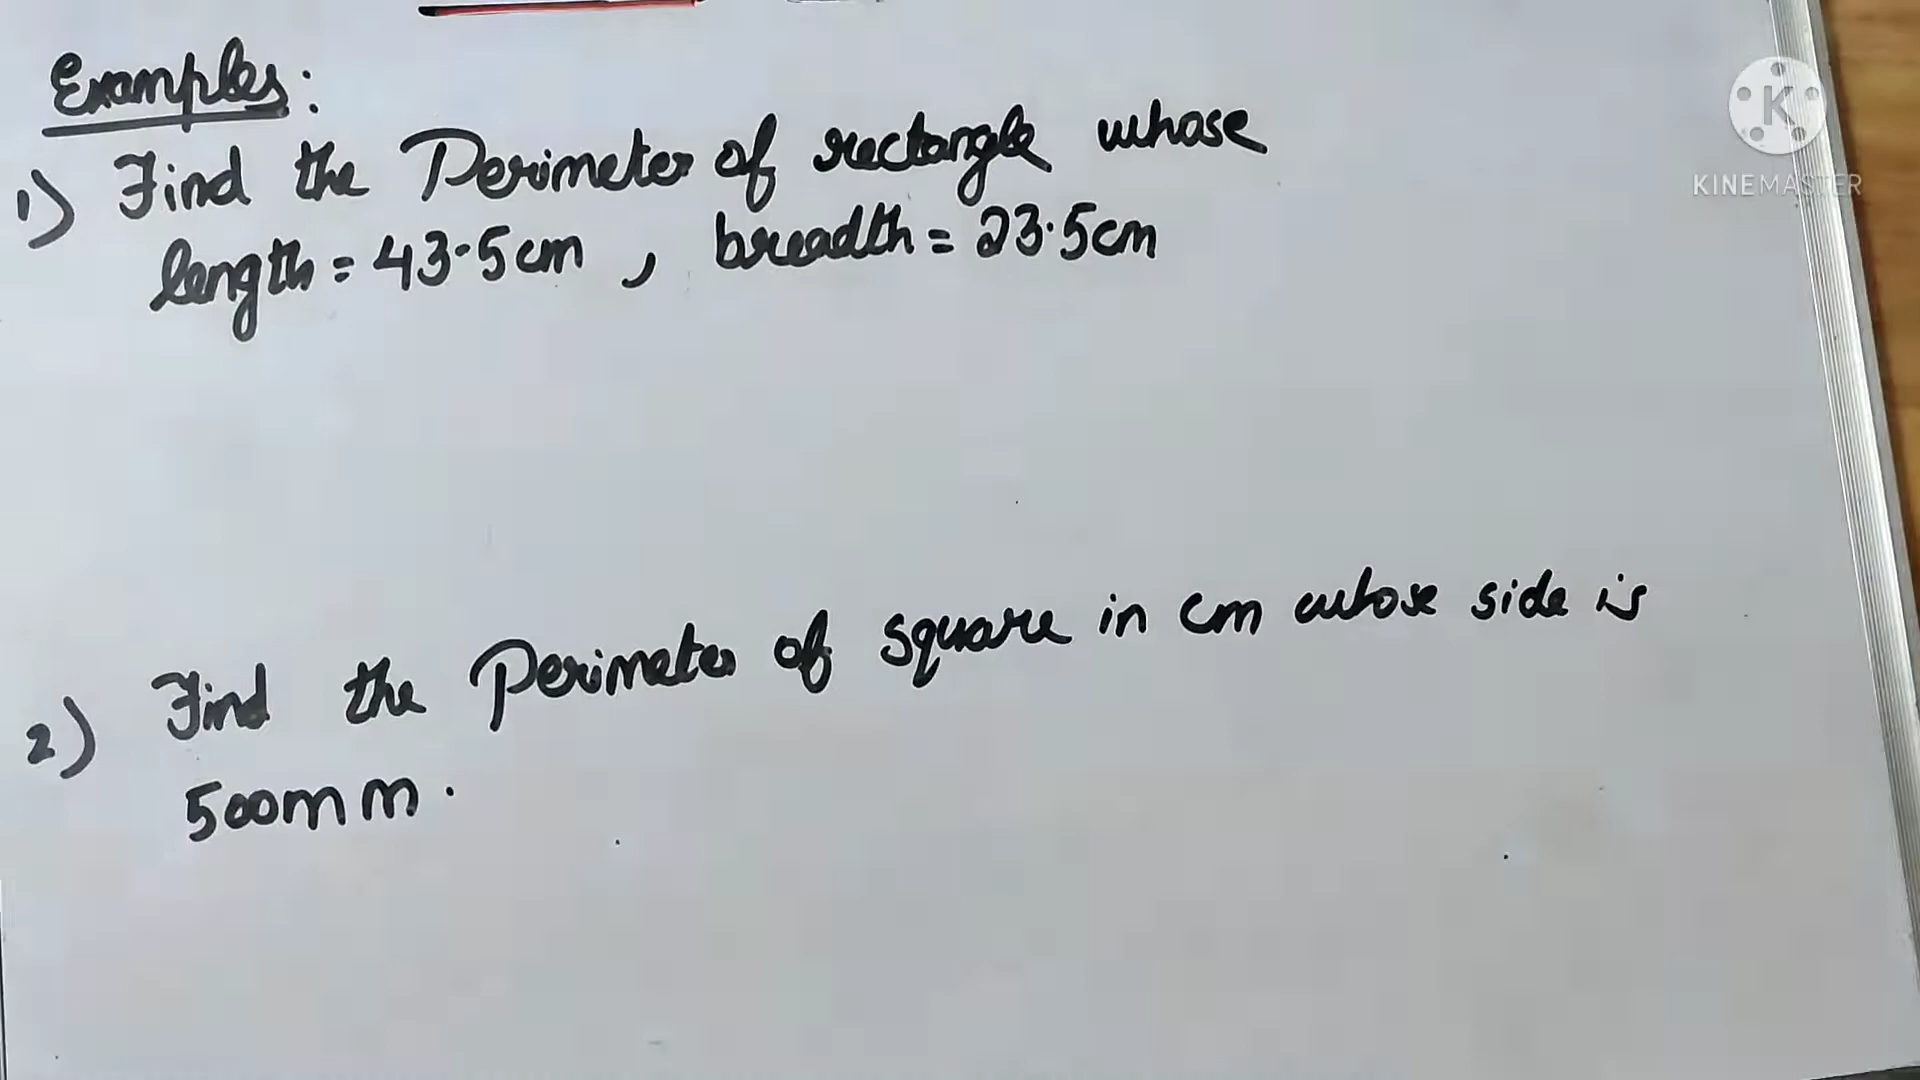 Examples:
1) Find the Perimeter of rectangle whose
length = 43.5cm , breadth = 23.5cm
2) Find the Perimeter of square in cm whose side is
500mm.
K
KINEMASTER